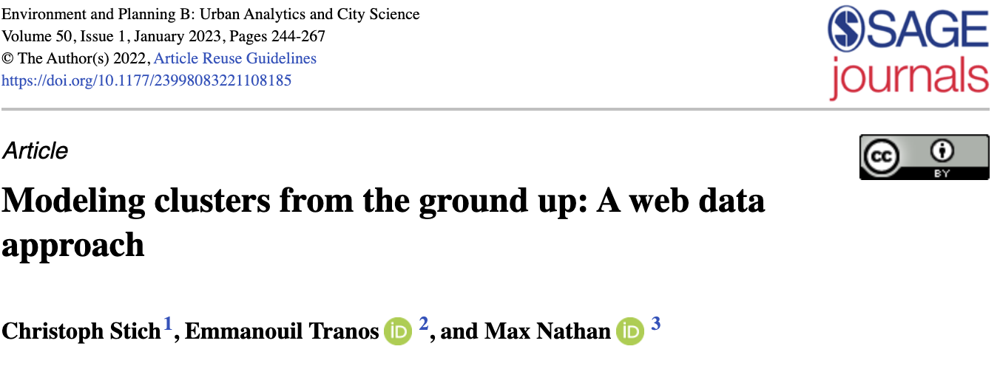 Environment and Planning B: Urban Analytics and City Science
Volume 50, Issue 1, January 2023, Pages 244-267
© The Author(s) 2022, Article Reuse Guidelines
https://doi.org/10.1177/23998083221108185
SAGE
journals
Article
cc
BY
Modeling clusters from the ground up: A web data
approach
Christoph Stich1, Emmanouil Tranos iD 2, and Max Nathan iD 3